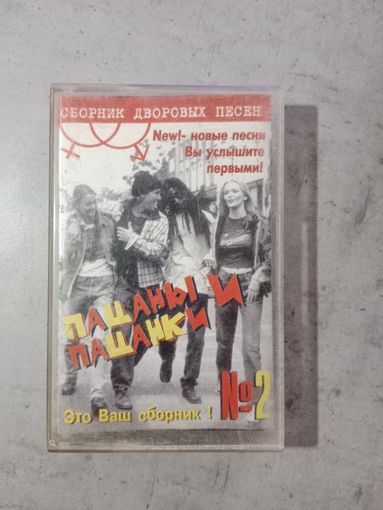 СБОРНИК ДВОРОВЫХ ПЕСЕН
New!- новые песни
Вы услышите
первыми!
ПАЦАНЫ И
ПАЦАНКИ
№2
Это Ваш сборник !